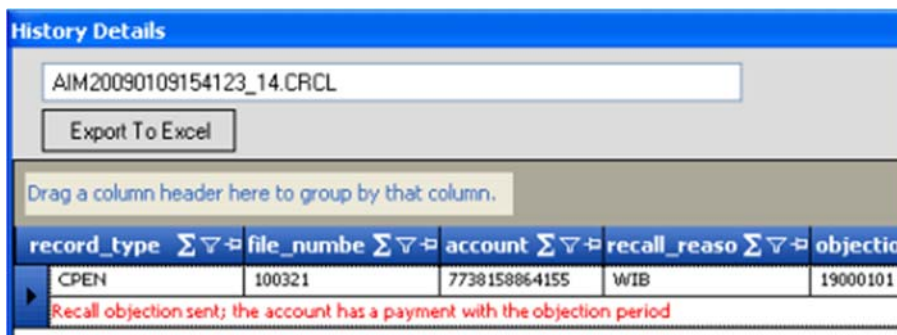 History Details
AIM20090109154123_14.CRCL
Export To Excel
Drag a column header here to group by that column.
record_type file_numbe account recall_reaso objectio
CPEN 100321 7738158864155 WIB 19000101
Recall objection sent; the account has a payment with the objection period